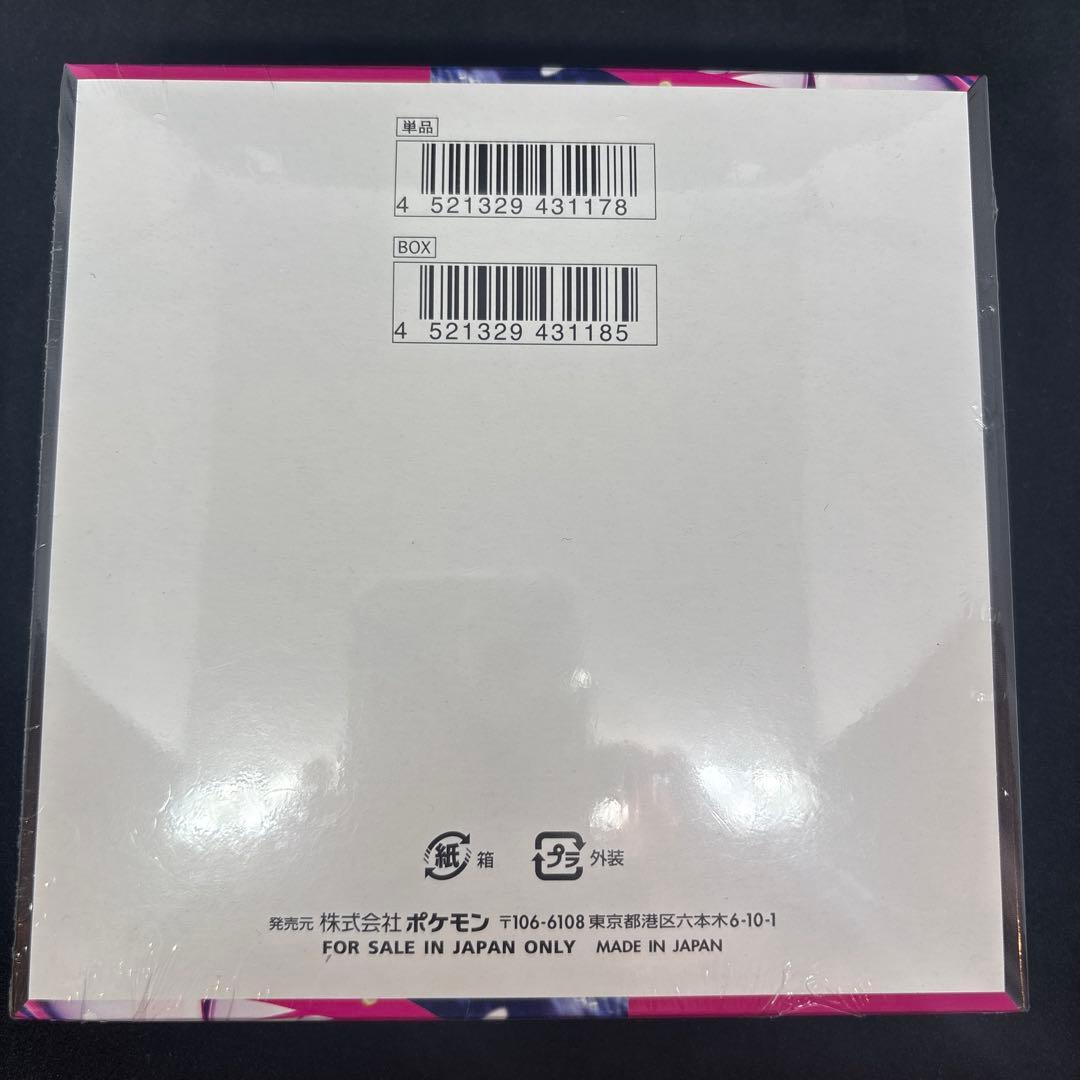 単品
4 521329 431178
BOX
4 521329 431185
紙 箱 プラ 外装
発売元 株式会社 ポケモン 〒106-6108 東京都港区六本木6-10-1
FOR SALE IN JAPAN ONLY MADE IN JAPAN